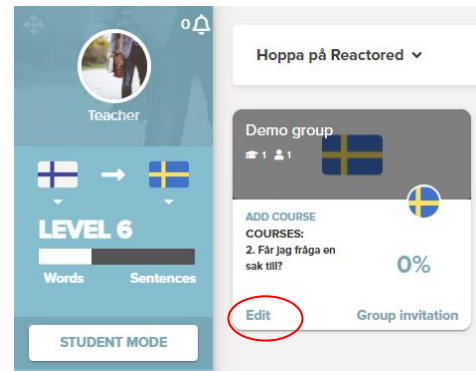 0
Teacher
LEVEL 6
Words Sentences
STUDENT MODE
Hoppa på Reactored
Demo group
1 1
ADD COURSE
COURSES:
2. Får jag fråga en
sak till?
0%
Edit Group invitation